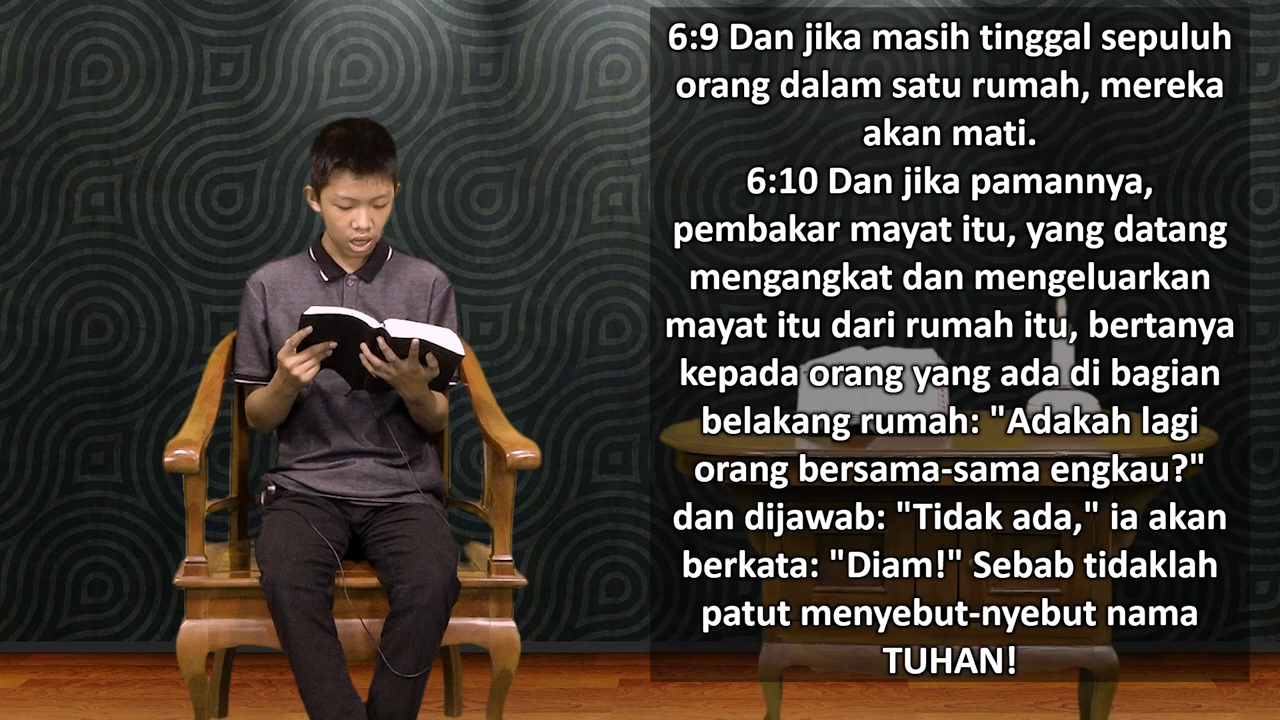 6:9 Dan jika masih tinggal sepuluh
orang dalam satu rumah, mereka
akan mati.
6:10 Dan jika pamannya,
pembakar mayat itu, yang datang
mengangkat dan mengeluarkan
mayat itu dari rumah itu, bertanya
kepada orang yang ada di bagian
belakang rumah: "Adakah lagi
orang bersama-sama engkau?"
dan dijawab: "Tidak ada," ia akan
berkata: "Diam!" Sebab tidaklah
patut menyebut-nyebut nama
TUHAN!